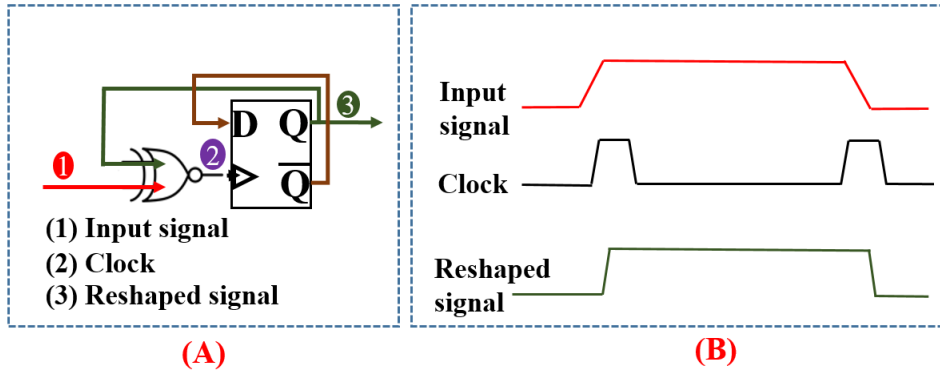 1
2
3
D Q
Q̅
(1) Input signal
(2) Clock
(3) Reshaped signal
(A)
Input
signal
Clock
Reshaped
signal
(B)